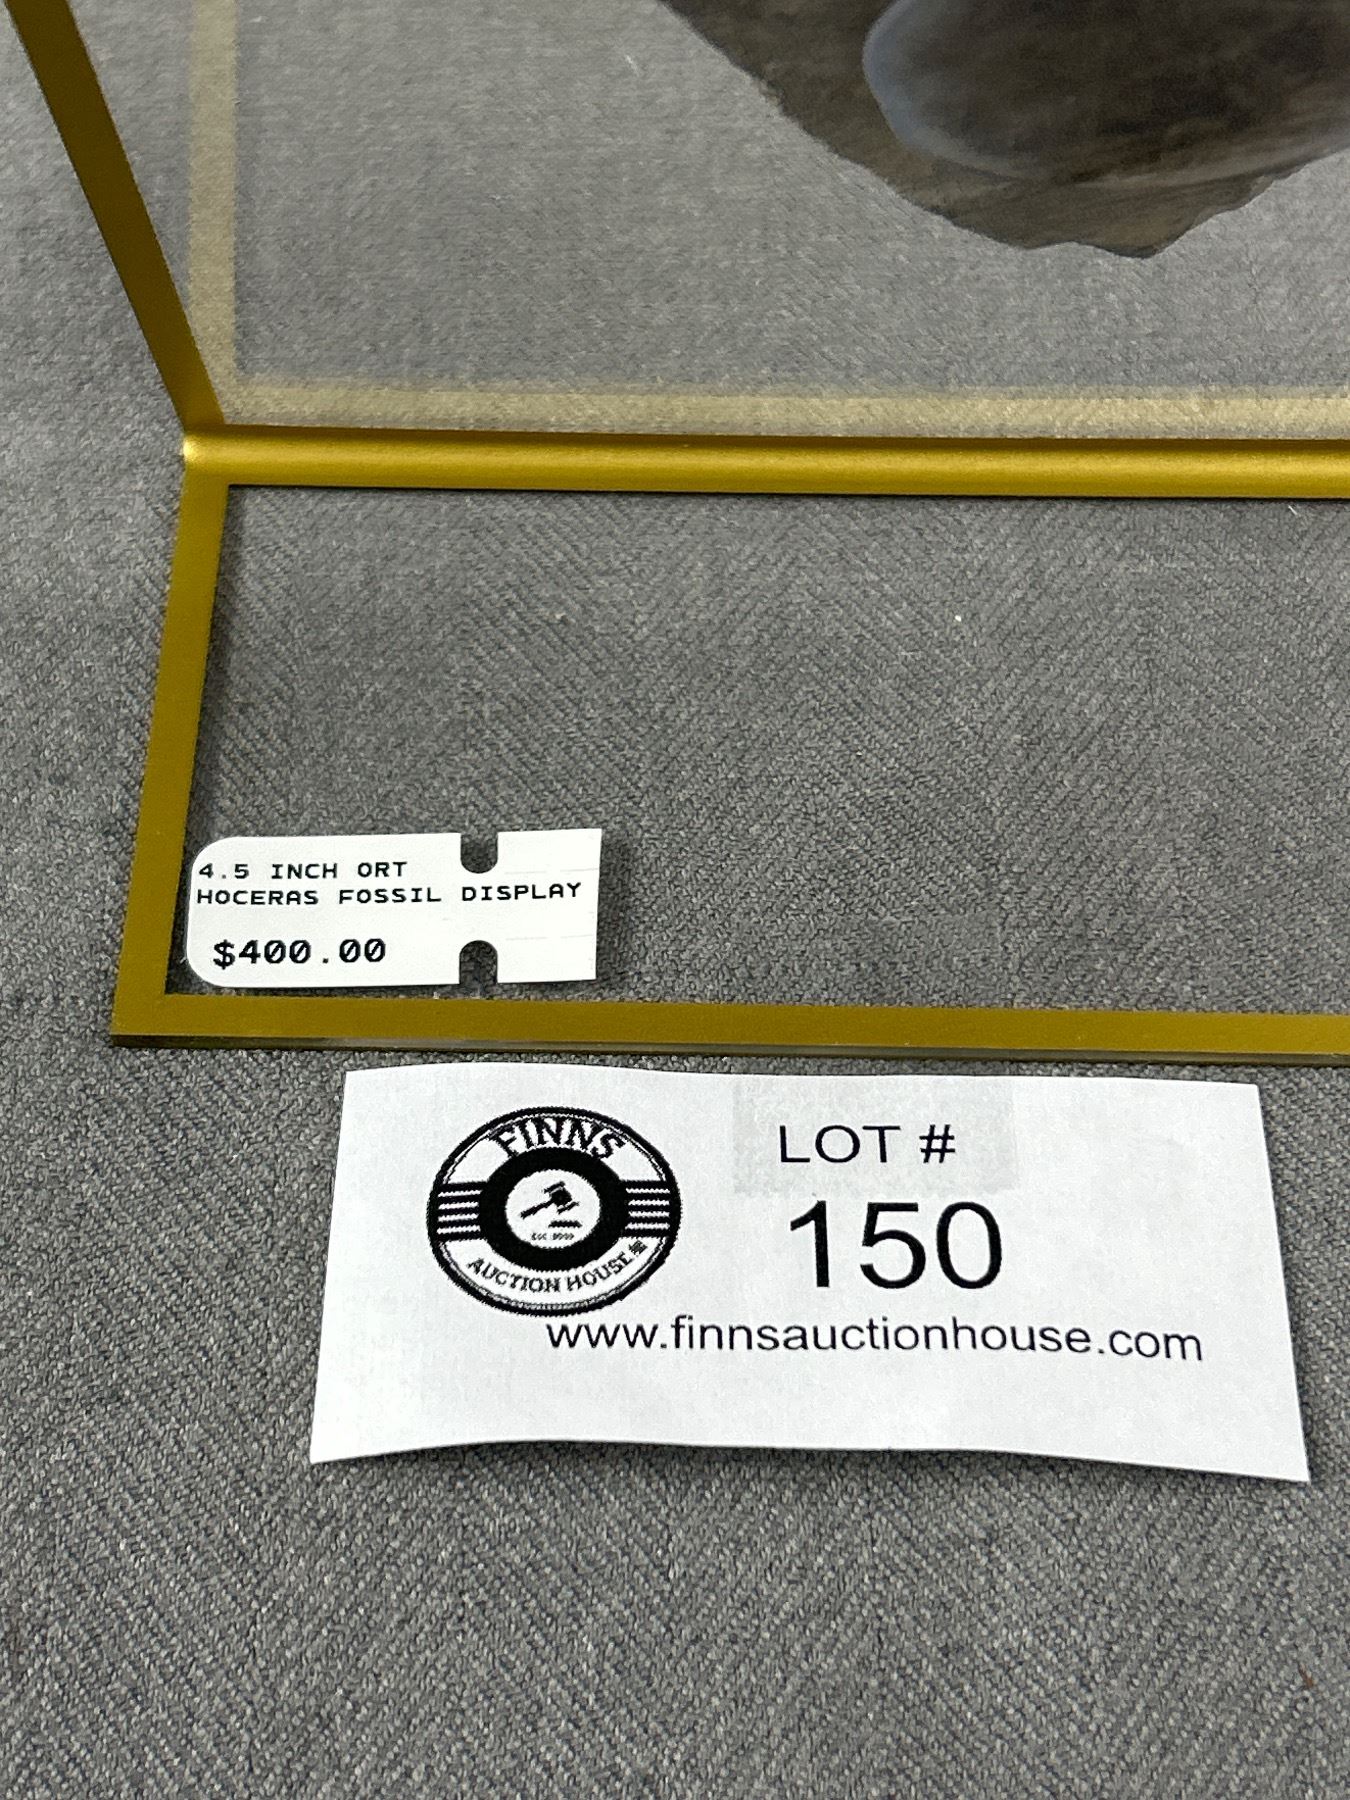 4.5 INCH ORT
HOCERAS FOSSIL DISPLAY
$400.00
FINNS
AUCTION HOUSE
LOT #
150
www.finnsauctionhouse.com